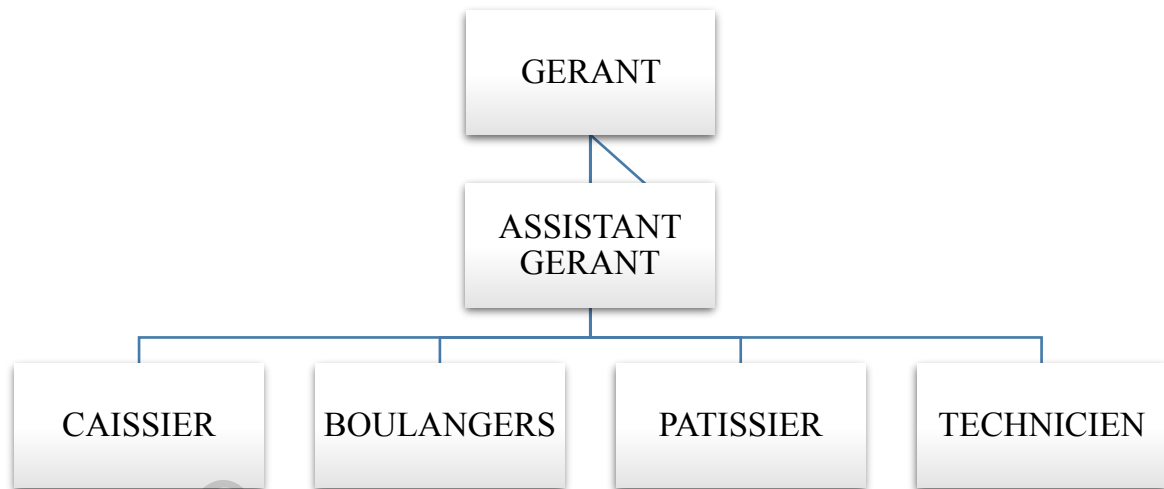 GERANT
ASSISTANT
GERANT
CAISSIER
BOULANGERS
PATISSIER
TECHNICIEN